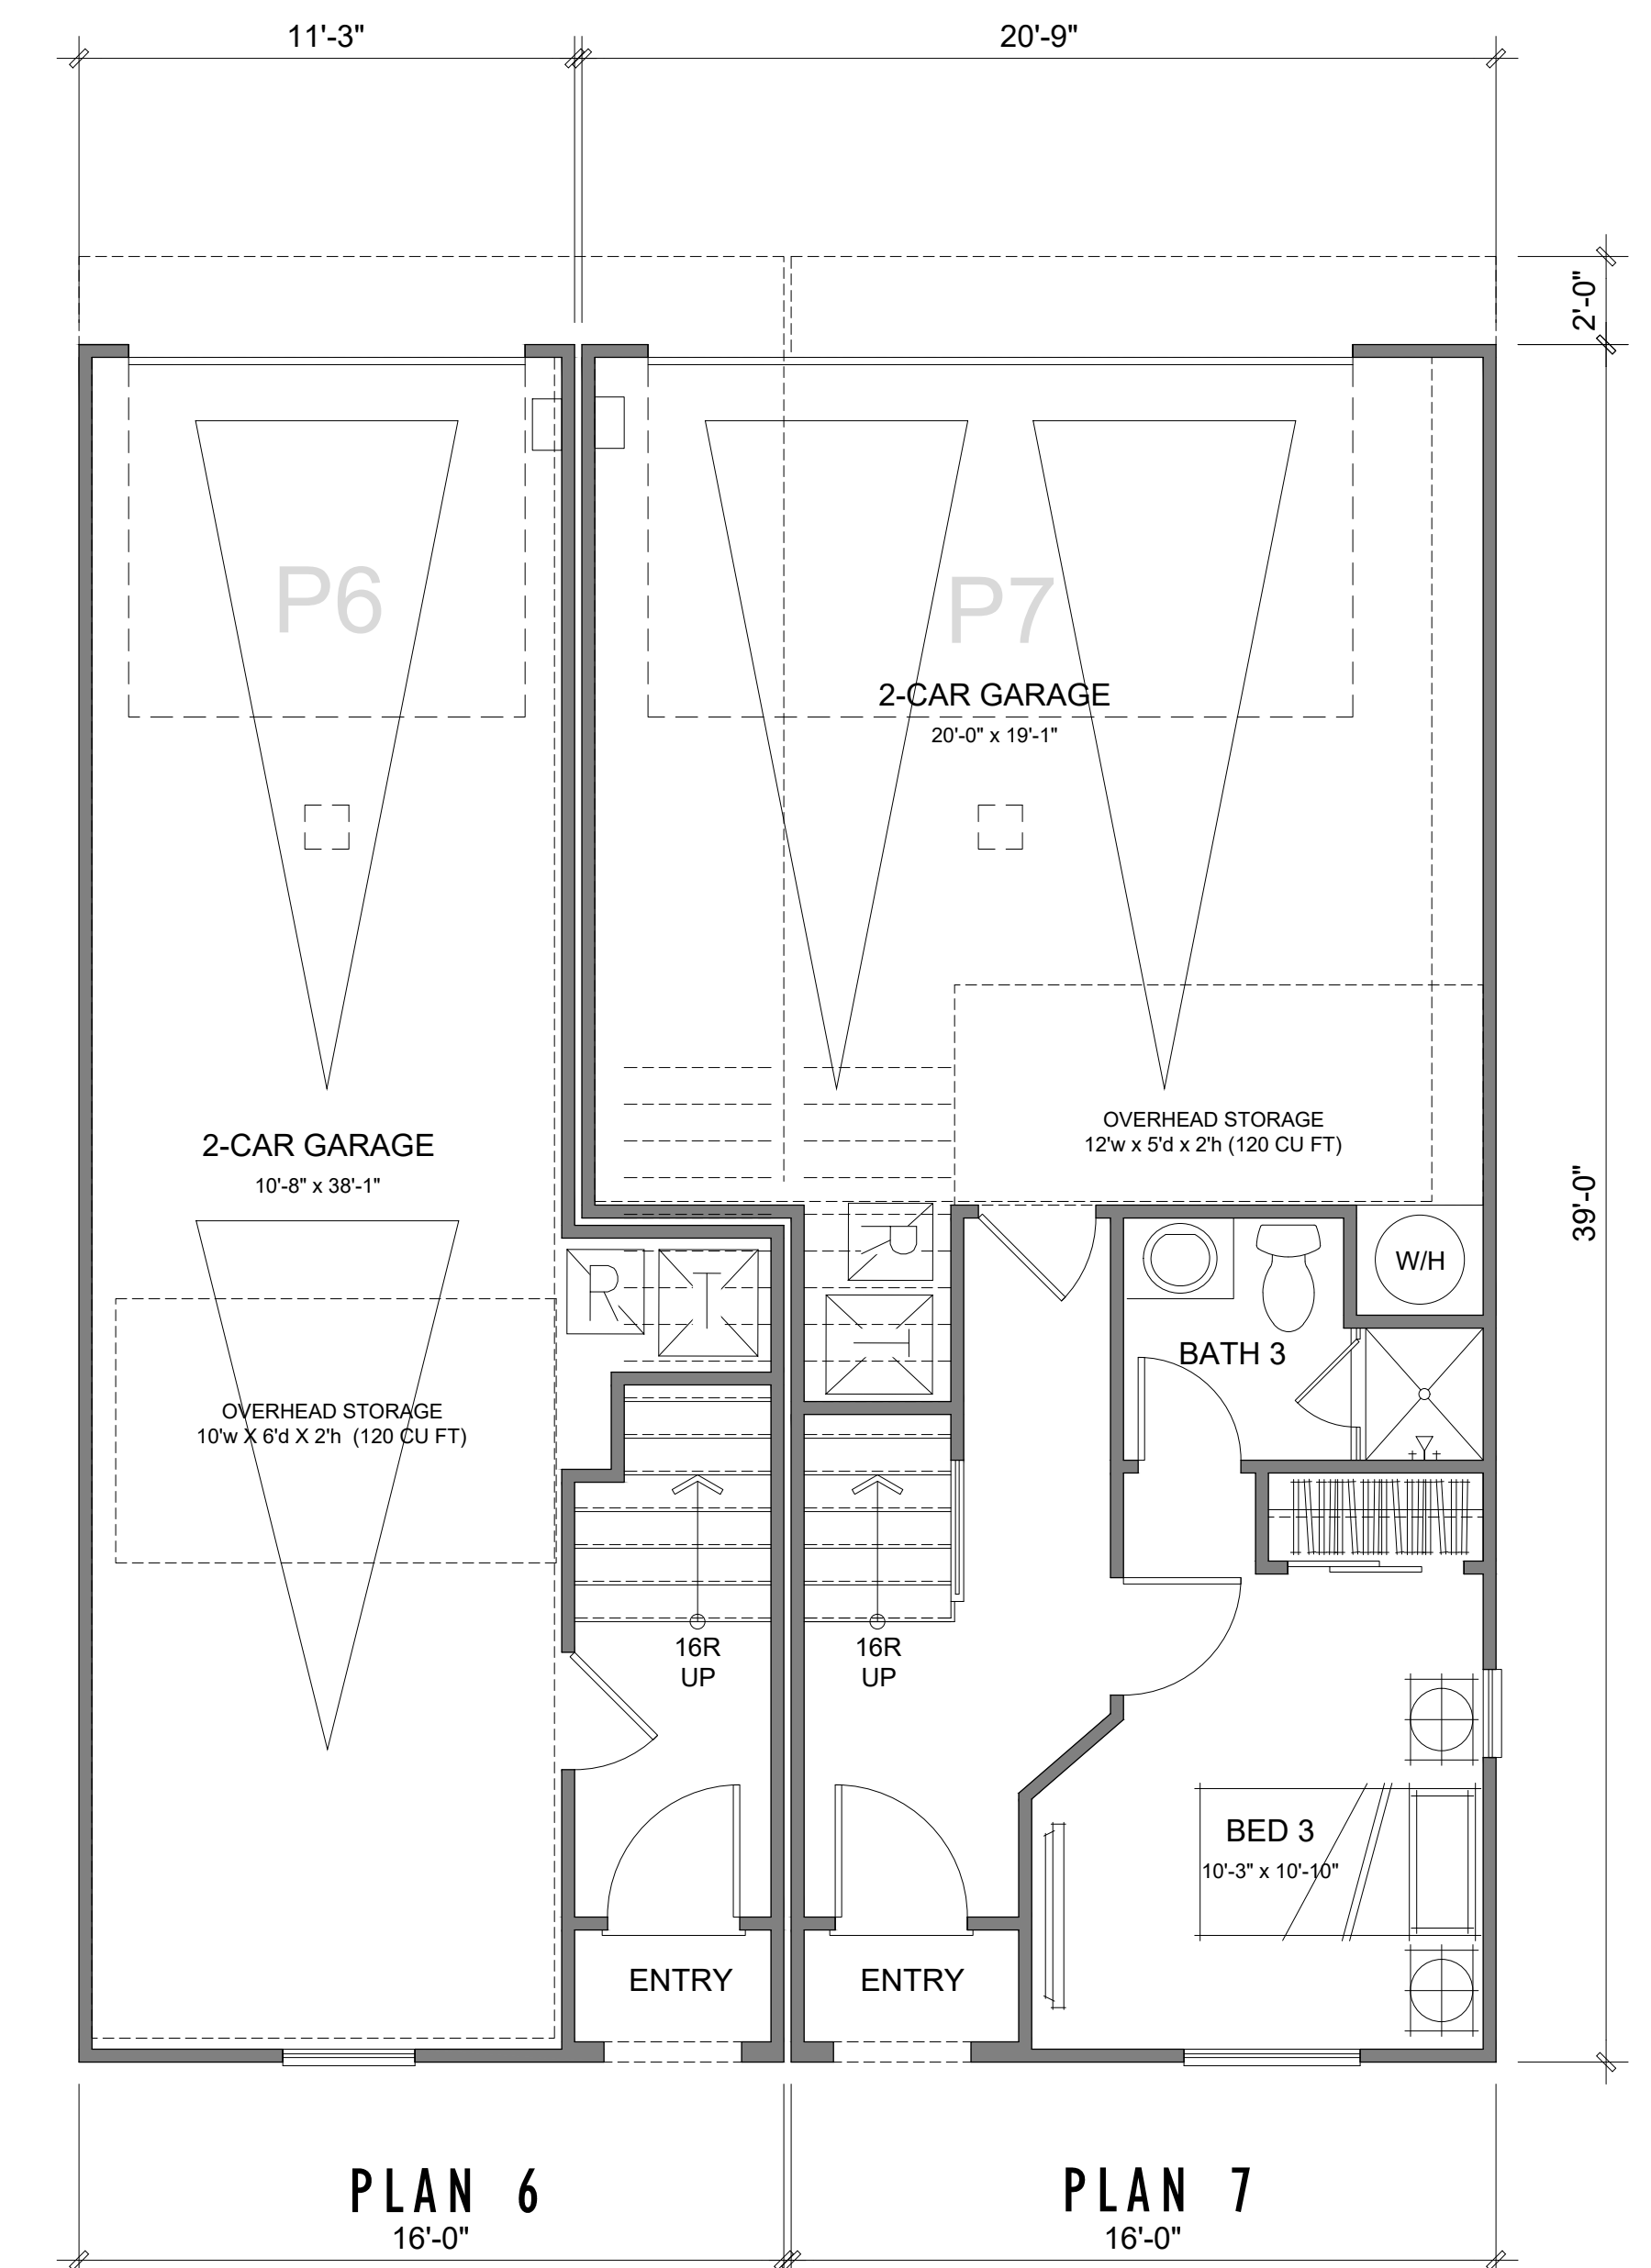 11'-3"
20'-9"
2'-0"
P6
P7
2-CAR GARAGE
20'-0" x 19'-1"
OVERHEAD STORAGE
12'w x 5'd x 2'h (120 CU FT)
2-CAR GARAGE
10'-8" x 38'-1"
39'-0"
R
T
R
T
W/H
BATH 3
OVERHEAD STORAGE
10'w X 6'd X 2'h (120 CU FT)
16R
UP
16R
UP
BED 3
10'-3" x 10'-10"
ENTRY
ENTRY
PLAN 6
16'-0"
PLAN 7
16'-0"